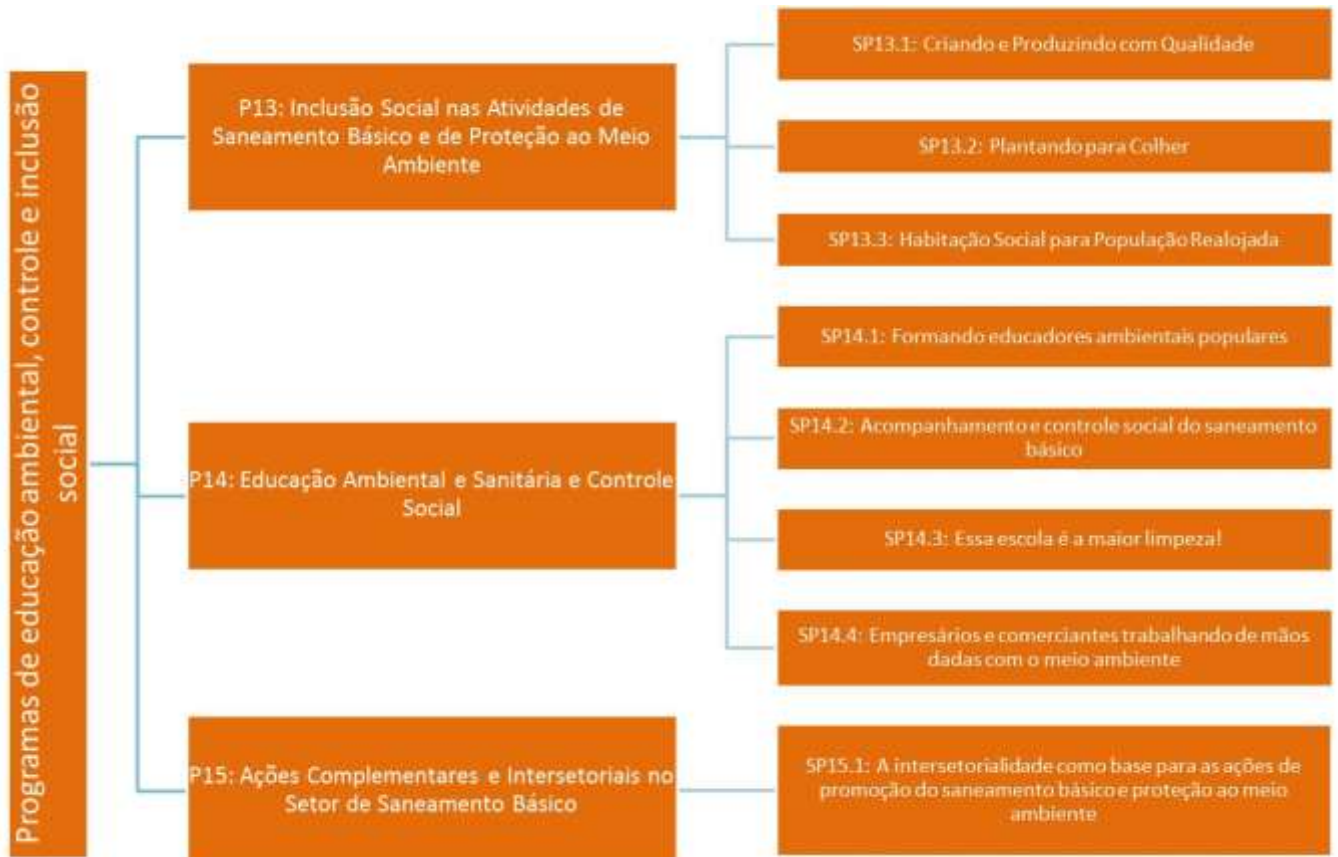 Programas de educação ambiental, controle e inclusão
social
P13: Inclusão Social nas Atividades de
Saneamento Básico e de Proteção ao Meio
Ambiente
SP13.1: Criando e Produzindo com Qualidade
SP13.2: Plantando para Colher
SP13.3: Habitação Social para População Realojada
P14: Educação Ambiental e Sanitária e Controle
Social
SP14.1: Formando educadores ambientais populares
SP14.2: Acompanhamento e controle social do saneamento
básico
SP14.3: Essa escola é a maior limpeza!
SP14.4: Empresários e comerciantes trabalhando de mãos
dadas com o meio ambiente
P15: Ações Complementares e Intersetoriais no
Setor de Saneamento Básico
SP15.1: A intersetorialidade como base para as ações de
promoção do saneamento básico e proteção ao meio
ambiente